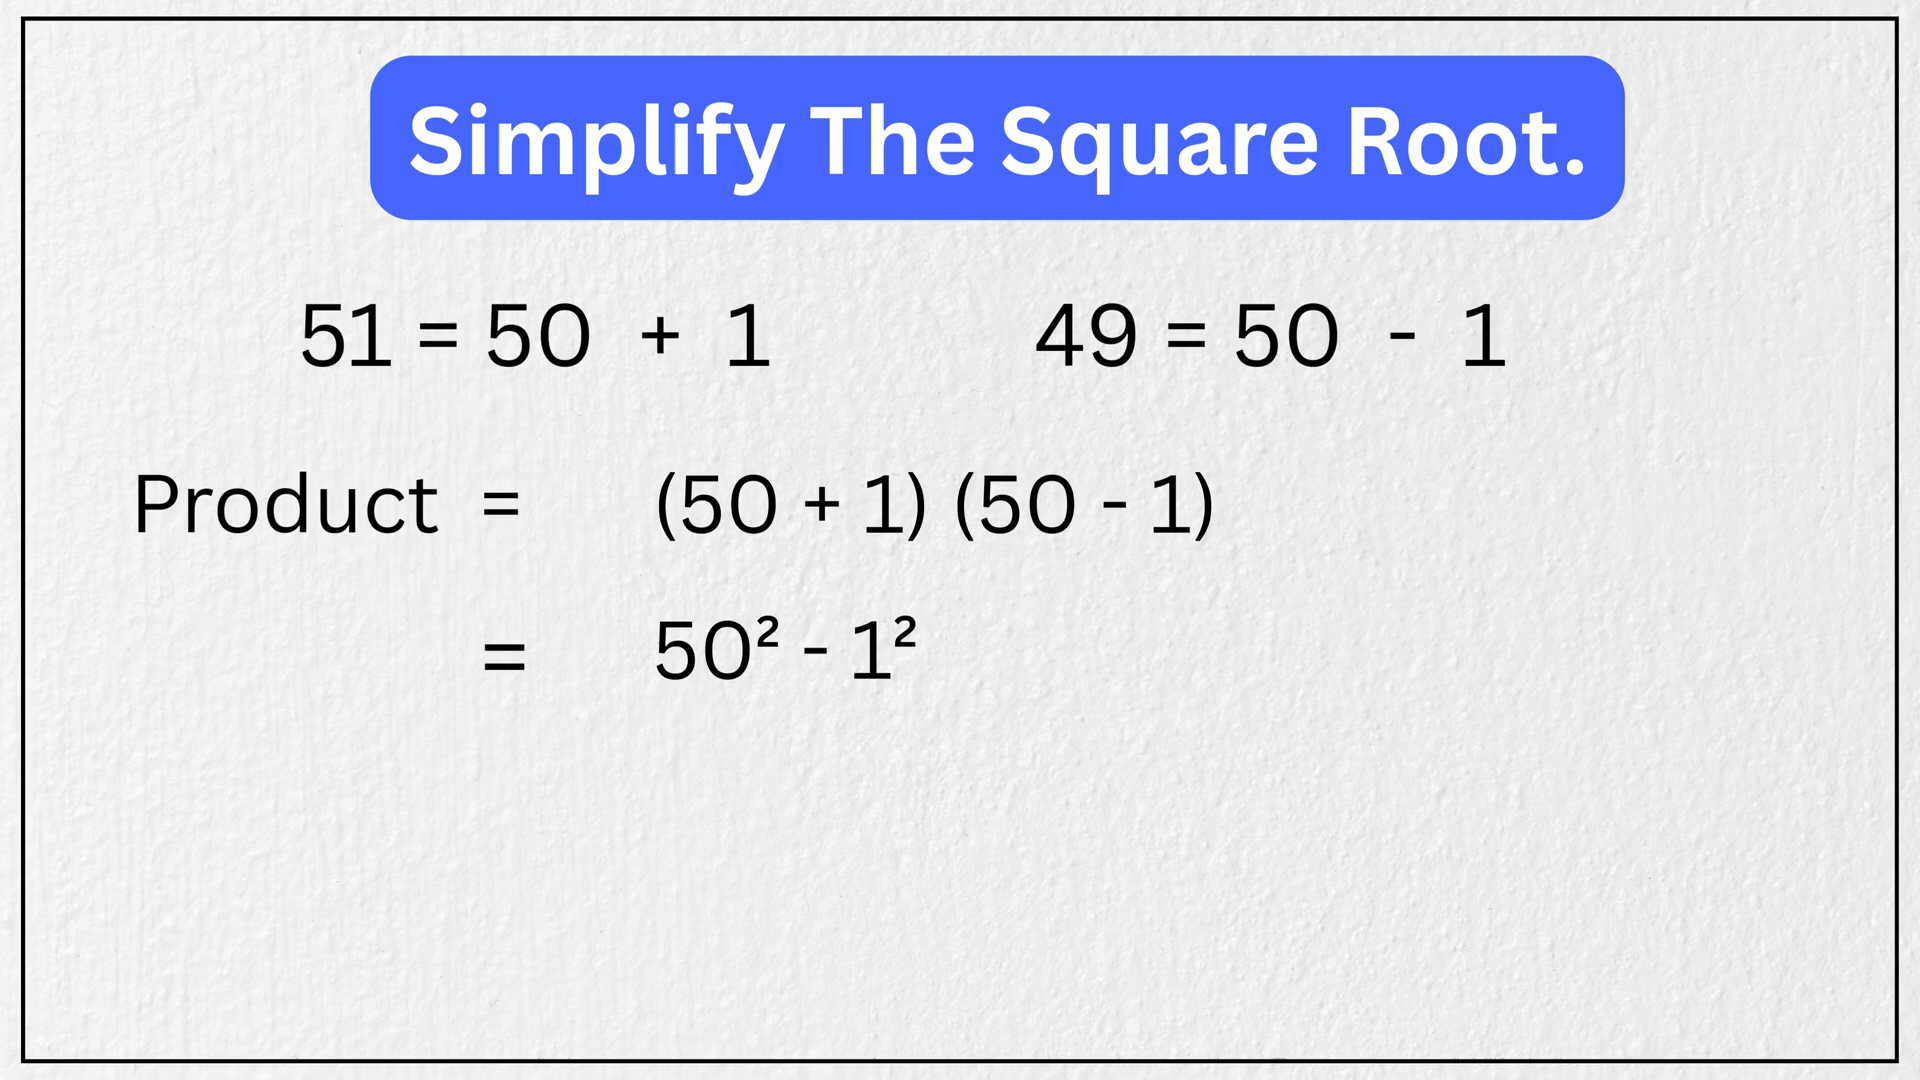 Simplify The Square Root.
51 = 50 + 1 49 = 50 - 1
Product = (50 + 1) (50 - 1)
= 50² - 1²